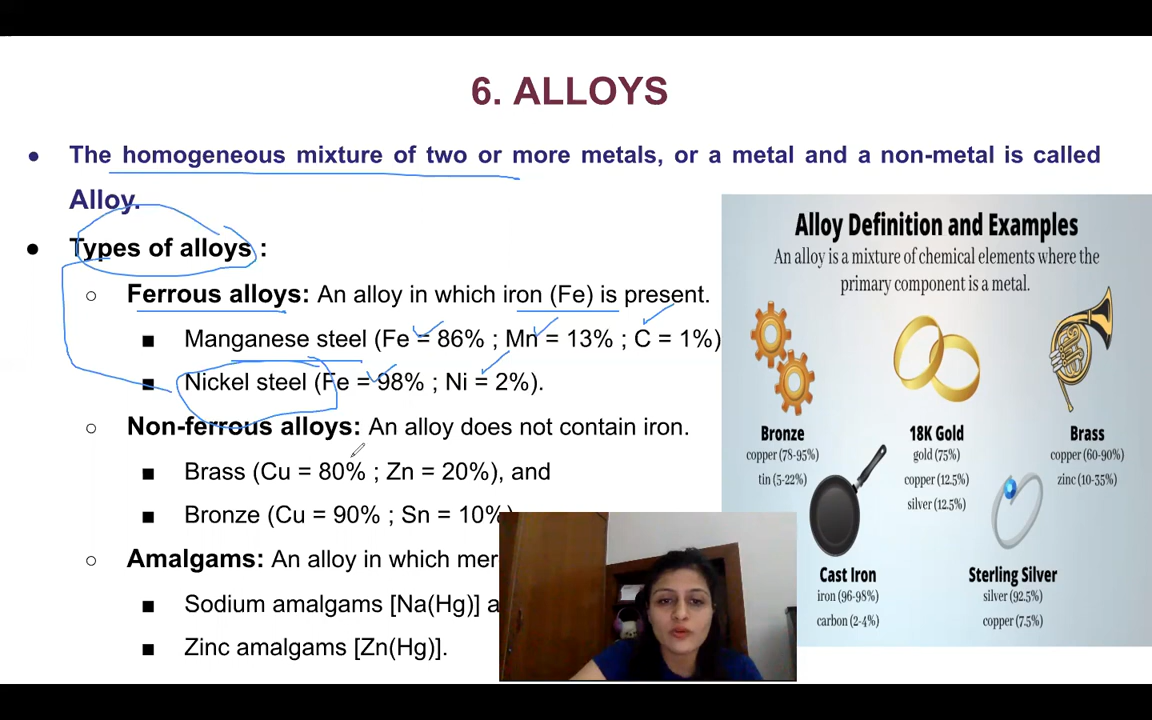 6. ALLOYS
● The homogeneous mixture of two or more metals, or a metal and a non-metal is called
Alloy.
● Types of alloys :
○ Ferrous alloys: An alloy in which iron (Fe) is present.
■ Manganese steel (Fe = 86% ; Mn = 13% ; C = 1%)
■ Nickel steel (Fe = 98% ; Ni = 2%).
○ Non-ferrous alloys: An alloy does not contain iron.
■ Brass (Cu = 80% ; Zn = 20%), and
■ Bronze (Cu = 90% ; Sn = 10%)
○ Amalgams: An alloy in which mer
■ Sodium amalgams [Na(Hg)] a
■ Zinc amalgams [Zn(Hg)].
Alloy Definition and Examples
An alloy is a mixture of chemical elements where the
primary component is a metal.
Bronze
copper (78-95%)
tin (5-22%)
18K Gold
gold (75%)
copper (12.5%)
silver (12.5%)
Brass
copper (60-90%)
zinc (10-35%)
Cast Iron
iron (96-98%)
carbon (2-4%)
Sterling Silver
silver (92.5%)
copper (7.5%)